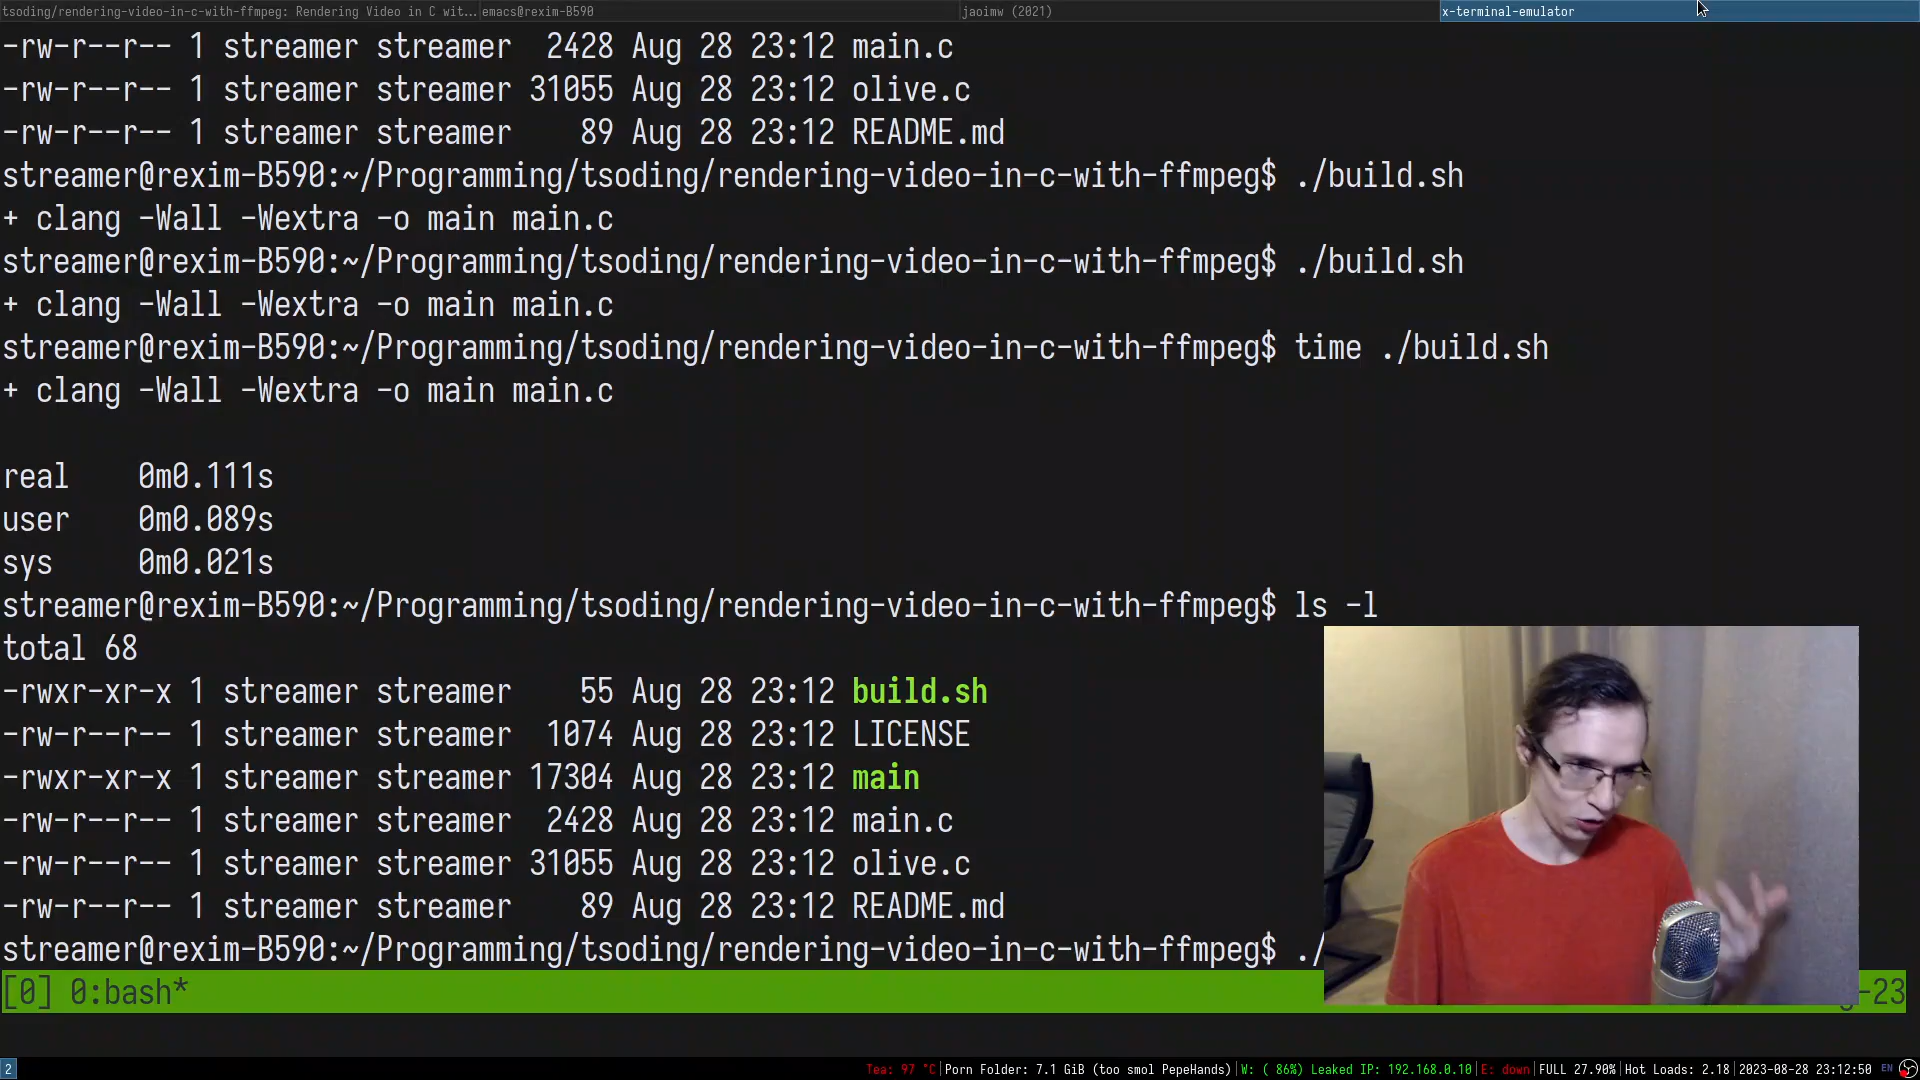 tsoding/rendering-video-in-c-with-ffmpeg: Rendering Video in C wit... emacs@rexim-B590 jaoimw (2021) x-terminal-emulator
-rw-r--r-- 1 streamer streamer  2428 Aug 28 23:12 main.c
-rw-r--r-- 1 streamer streamer 31055 Aug 28 23:12 olive.c
-rw-r--r-- 1 streamer streamer    89 Aug 28 23:12 README.md
streamer@rexim-B590:~/Programming/tsoding/rendering-video-in-c-with-ffmpeg$ ./build.sh
+ clang -Wall -Wextra -o main main.c
streamer@rexim-B590:~/Programming/tsoding/rendering-video-in-c-with-ffmpeg$ ./build.sh
+ clang -Wall -Wextra -o main main.c
streamer@rexim-B590:~/Programming/tsoding/rendering-video-in-c-with-ffmpeg$ time ./build.sh
+ clang -Wall -Wextra -o main main.c
real    0m0.111s
user    0m0.089s
sys     0m0.021s
streamer@rexim-B590:~/Programming/tsoding/rendering-video-in-c-with-ffmpeg$ ls -l
total 68
-rwxr-xr-x 1 streamer streamer    55 Aug 28 23:12 build.sh
-rw-r--r-- 1 streamer streamer  1074 Aug 28 23:12 LICENSE
-rwxr-xr-x 1 streamer streamer 17304 Aug 28 23:12 main
-rw-r--r-- 1 streamer streamer  2428 Aug 28 23:12 main.c
-rw-r--r-- 1 streamer streamer 31055 Aug 28 23:12 olive.c
-rw-r--r-- 1 streamer streamer    89 Aug 28 23:12 README.md
streamer@rexim-B590:~/Programming/tsoding/rendering-video-in-c-with-ffmpeg$ ./
[0] 0:bash* -23
2 Tea: 97 °C|Porn Folder: 7.1 GiB (too smol PepeHands)|W: ( 86%) Leaked IP: 192.168.0.10|E: down|FULL 27.90%|Hot Loads: 2.18|2023-08-28 23:12:50 EN